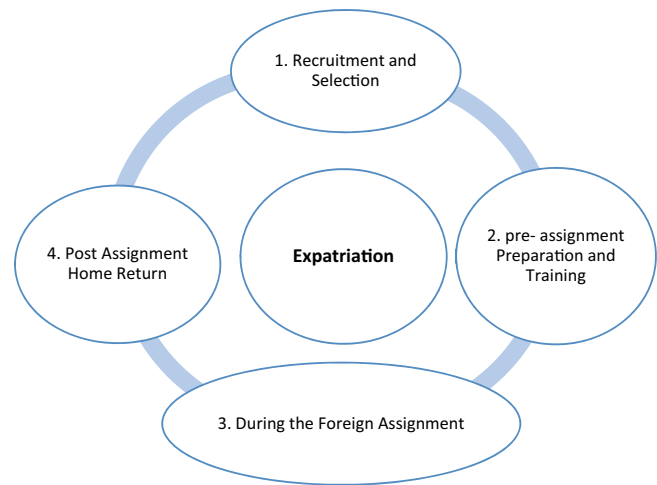 1. Recruitment and
Selection
2. pre- assignment
Preparation and
Training
3. During the Foreign Assignment
4. Post Assignment
Home Return
Expatriation